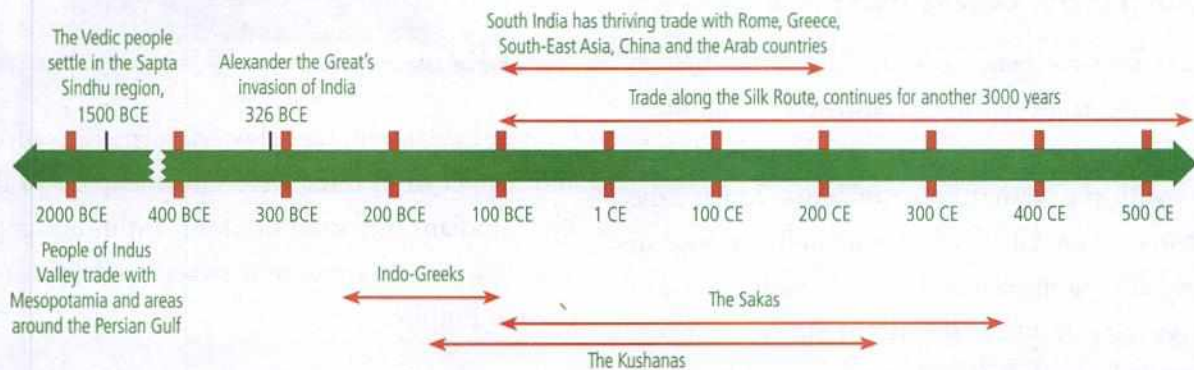 The Vedic people
settle in the Sapta
Sindhu region,
1500 BCE
Alexander the Great's
invasion of India
326 BCE
South India has thriving trade with Rome, Greece,
South-East Asia, China and the Arab countries
Trade along the Silk Route, continues for another 3000 years
2000 BCE 400 BCE 300 BCE 200 BCE 100 BCE 1 CE 100 CE 200 CE 300 CE 400 CE 500 CE
People of Indus
Valley trade with
Mesopotamia and areas
around the Persian Gulf
Indo-Greeks
The Sakas
The Kushanas